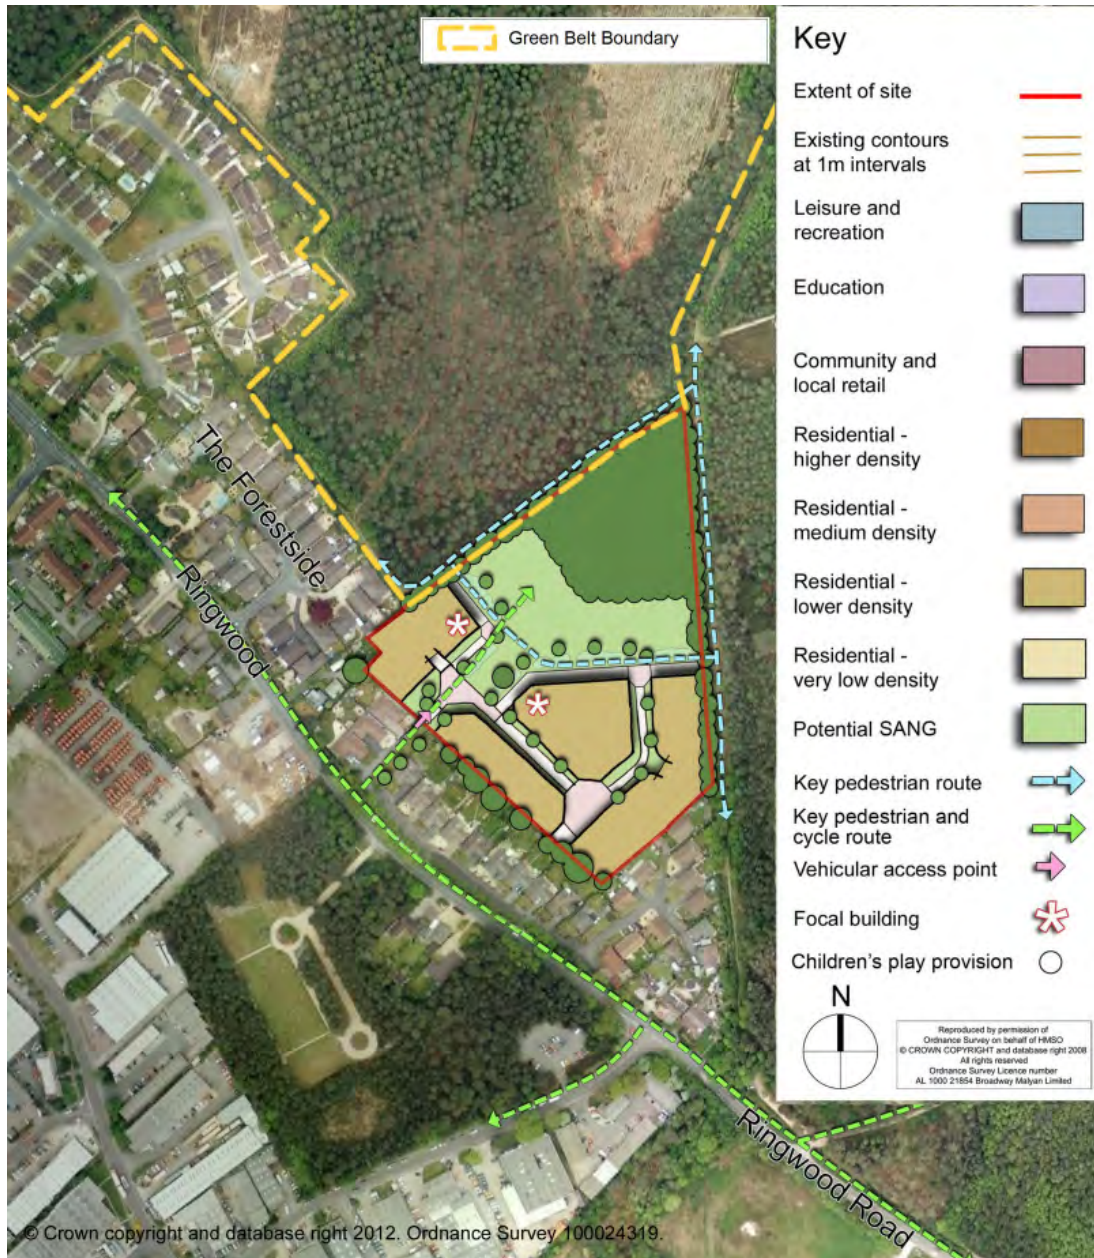 Green Belt Boundary
Key
Extent of site
Existing contours
at 1m intervals
Leisure and
recreation
Education
Community and
local retail
Residential -
higher density
Residential -
medium density
Residential -
lower density
Residential -
very low density
Potential SANG
Key pedestrian route
Key pedestrian and
cycle route
Vehicular access point
Focal building
Children's play provision
N
Reproduced by permission of
Ordnance Survey on behalf of HMSO
© CROWN COPYRIGHT and database right 2008
All rights reserved
Ordnance Survey Licence number
AL 1000 21854 Broadway Malyan Limited
The Forestside
Ringwood
Ringwood Road
© Crown copyright and database right 2012. Ordnance Survey 100024319.